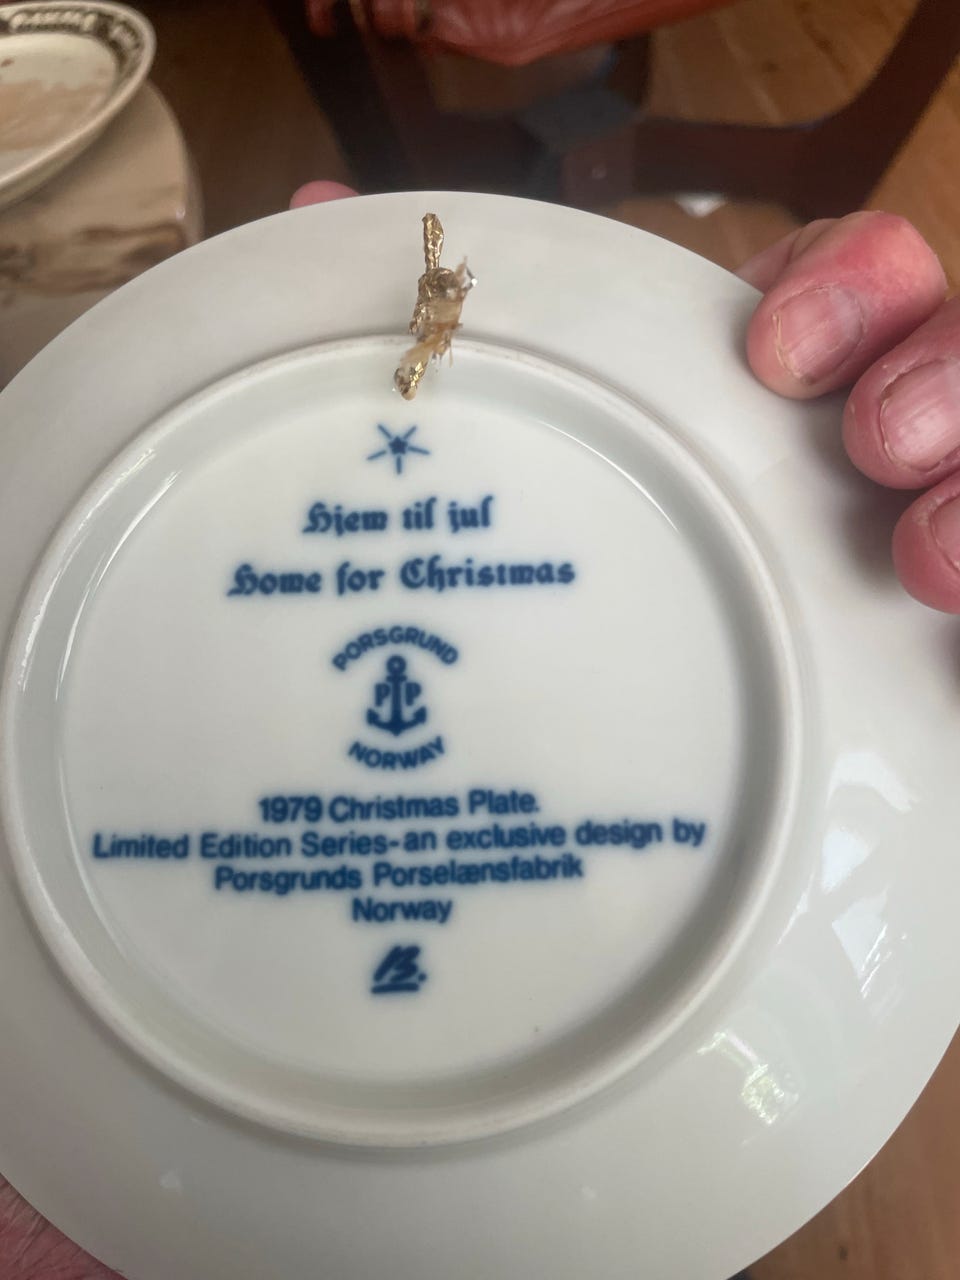 Hjem til jul
Home for Christmas
PORSGRUND
P P
NORWAY
1979 Christmas Plate.
Limited Edition Series-an exclusive design by
Porsgrunds Porselænsfabrik
Norway
B.